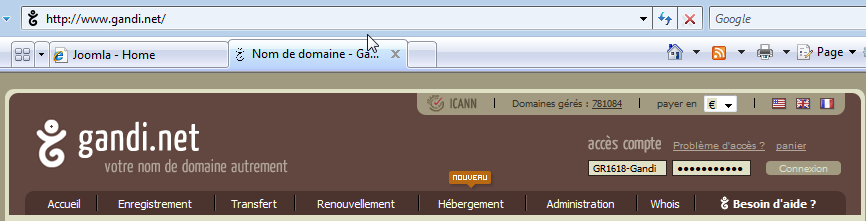 http://www.gandi.net/
Google
Joomla - Home
Nom de domaine - Ga...
Page
ICANN
Domaines gérés : 781084
payer en €
gandi.net
votre nom de domaine autrement
accès compte Problème d'accès ? panier
GR1618-Gandi ●●●●●●●●●●● Connexion
NOUVEAU
Accueil Enregistrement Transfert Renouvellement Hébergement Administration Whois Besoin d'aide ?